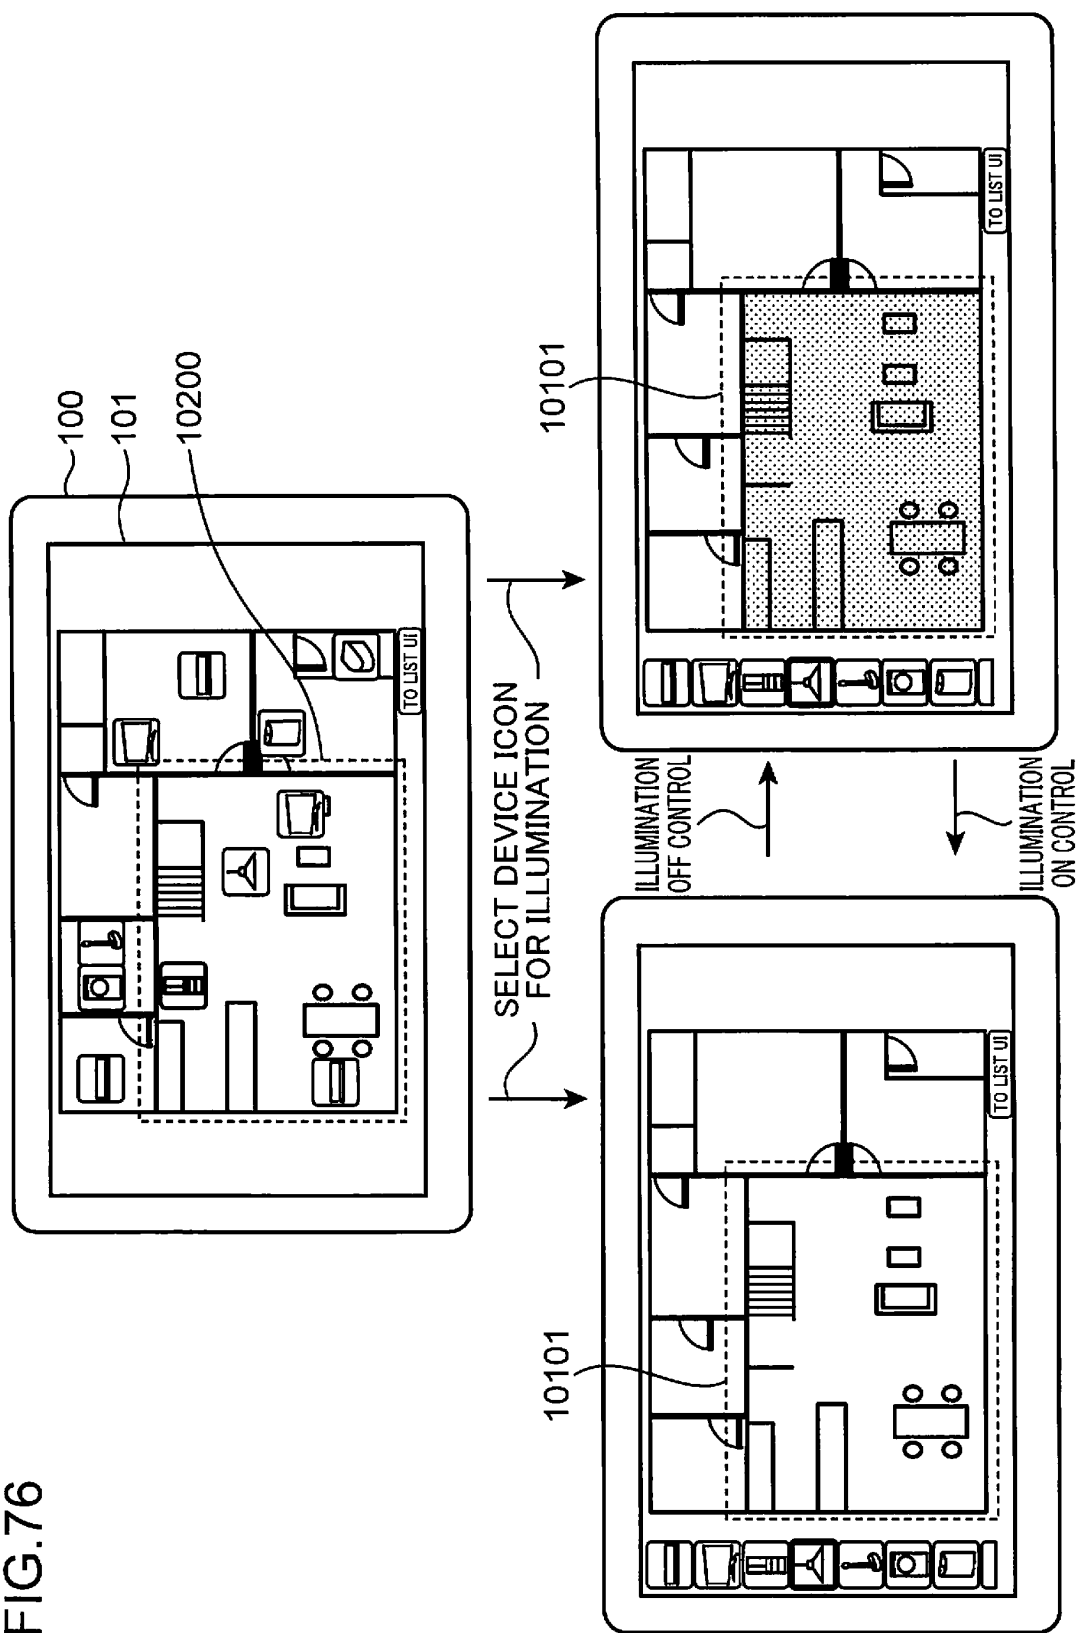 FIG.76
100
101
10200
TO LIST UI
SELECT DEVICE ICON
FOR ILLUMINATION
10101
TO LIST UI
ILLUMINATION
OFF CONTROL
ILLUMINATION
ON CONTROL
10101
TO LIST UI